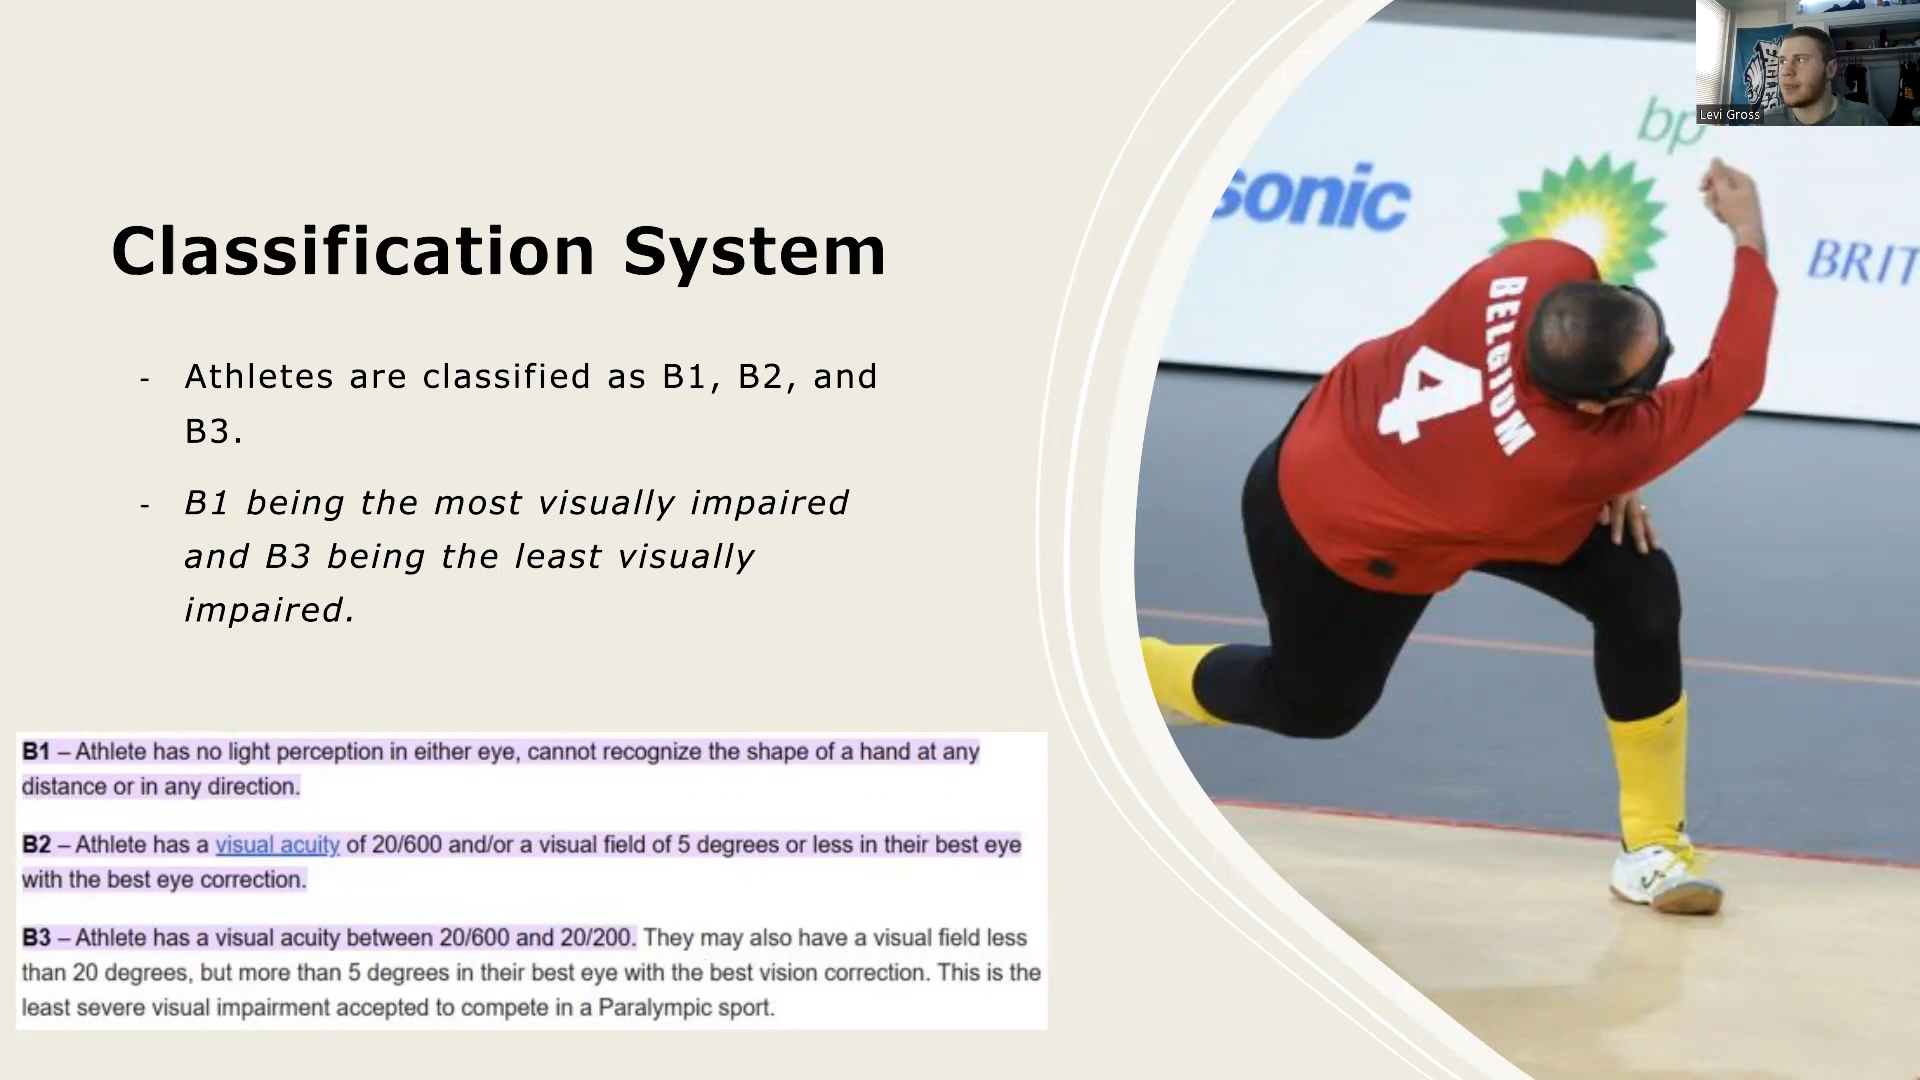 Classification System
- Athletes are classified as B1, B2, and
B3.
- B1 being the most visually impaired
and B3 being the least visually
impaired.
B1 – Athlete has no light perception in either eye, cannot recognize the shape of a hand at any
distance or in any direction.
B2 – Athlete has a visual acuity of 20/600 and/or a visual field of 5 degrees or less in their best eye
with the best eye correction.
B3 – Athlete has a visual acuity between 20/600 and 20/200. They may also have a visual field less
than 20 degrees, but more than 5 degrees in their best eye with the best vision correction. This is the
least severe visual impairment accepted to compete in a Paralympic sport.
sonic
bp
BRIT
BELGIUM
4
EAGLES
Levi Gross